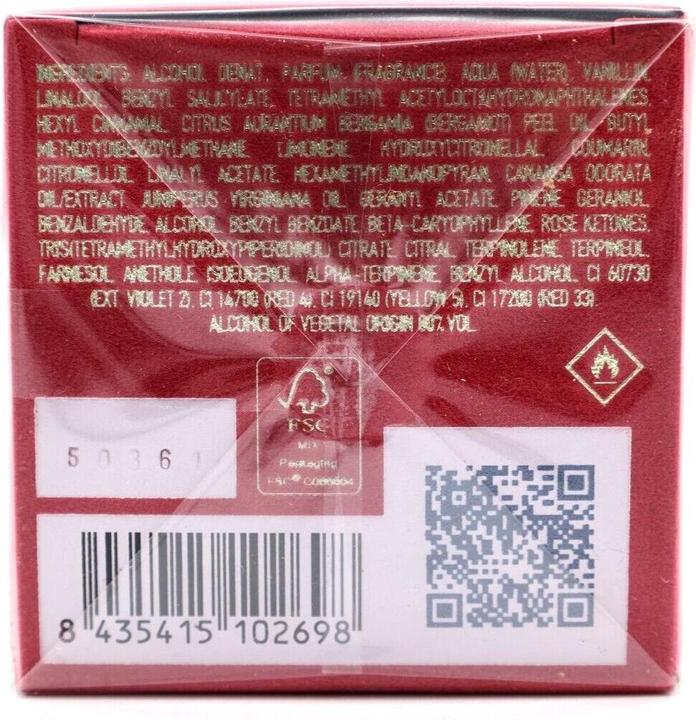 INGREDIENTS: ALCOHOL DENAT., PARFUM (FRAGRANCE), AQUA (WATER), VANILLIN,
LINALOOL, BENZYL SALICYLATE, TETRAMETHYL ACETYLOCTAHYDRONAPHTHALENES,
HEXYL CINNAMAL, CITRUS AURANTIUM BERGAMIA (BERGAMOT) PEEL OIL, BUTYL
METHOXYDIBENZOYLMETHANE, LIMONENE, HYDROXYCITRONELLAL, COUMARIN,
CITRONELLOL, LINALYL ACETATE, HEXAMETHYLINDANOPYRAN, CANANGA ODORATA
OIL/EXTRACT, JUNIPERUS VIRGINIANA OIL, GERANYL ACETATE, PINENE, GERANIOL,
BENZALDEHYDE, ALCOHOL, BENZYL BENZOATE, BETA-CARYOPHYLLENE, ROSE KETONES,
TRIS(TETRAMETHYLHYDROXYPIPERIDINOL) CITRATE, CITRAL, TERPINOLENE, TERPINEOL,
FARNESOL, ANETHOLE, ISOEUGENOL, ALPHA-TERPINENE, BENZYL ALCOHOL, CI 60730
(EXT. VIOLET 2), CI 14700 (RED 4), CI 19140 (YELLOW 5), CI 17200 (RED 33).
ALCOHOL OF VEGETAL ORIGIN 80% VOL.
FSC
MIX
Packaging
50361
8 435415 102698